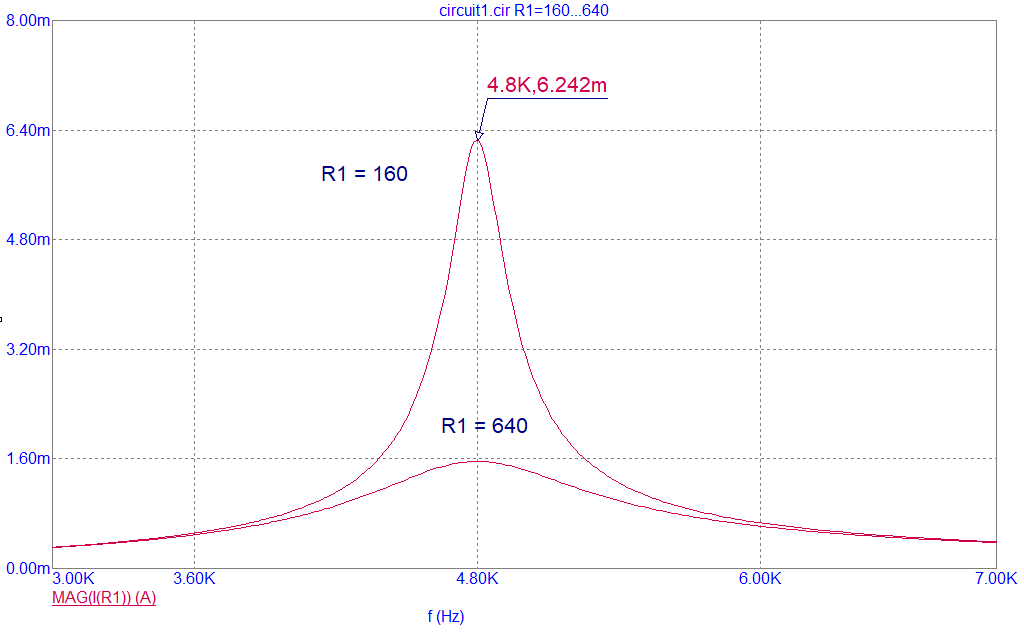 circuit1.cir R1=160...640
8.00m
4.8K,6.242m
6.40m
R1 = 160
4.80m
3.20m
R1 = 640
1.60m
0.00m
3.00K 3.60K 4.80K 6.00K 7.00K
MAG(I(R1)) (A)
f (Hz)